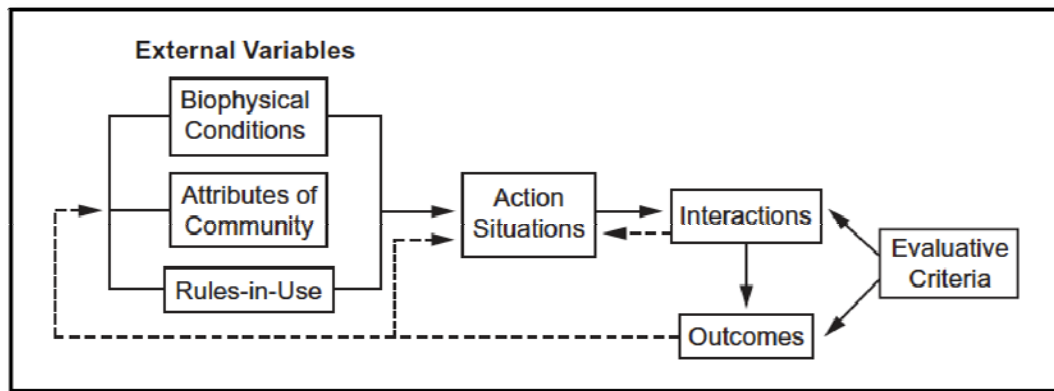 External Variables
Biophysical
Conditions
Attributes of
Community
Rules-in-Use
Action
Situations
Interactions
Outcomes
Evaluative
Criteria